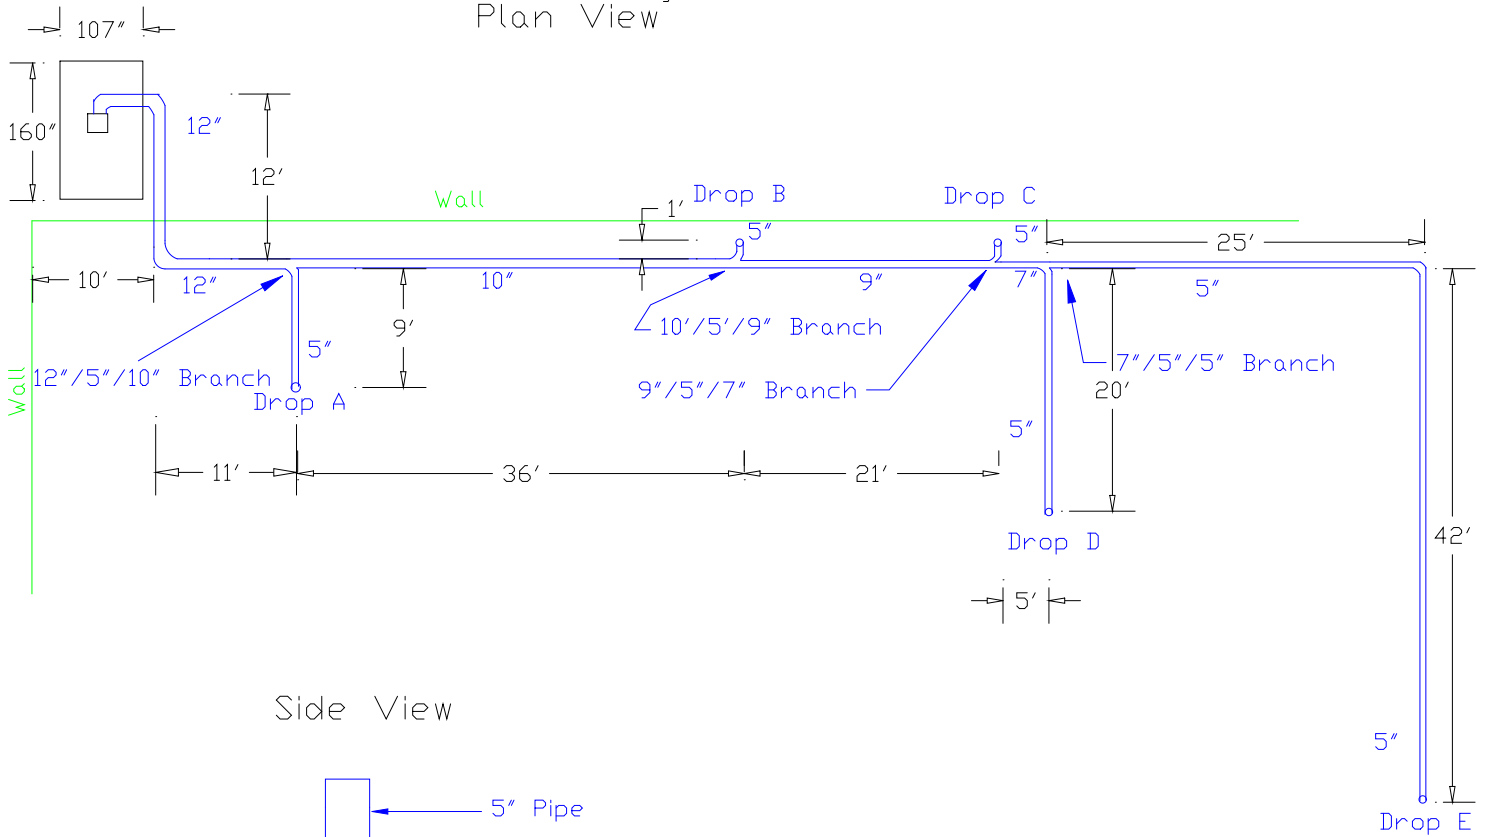 Plan View
107"
160"
12"
12'
Wall
1'
Drop B
Drop C
5"
5"
25'
10'
12"
10"
9"
7"
5"
9'
10'/5'/9" Branch
5"
12"/5"/10" Branch
7"/5"/5" Branch
9"/5"/7" Branch
20'
Wall
Drop A
5"
11'
36'
21'
Drop D
42'
5'
Side View
5"
5" Pipe
Drop E